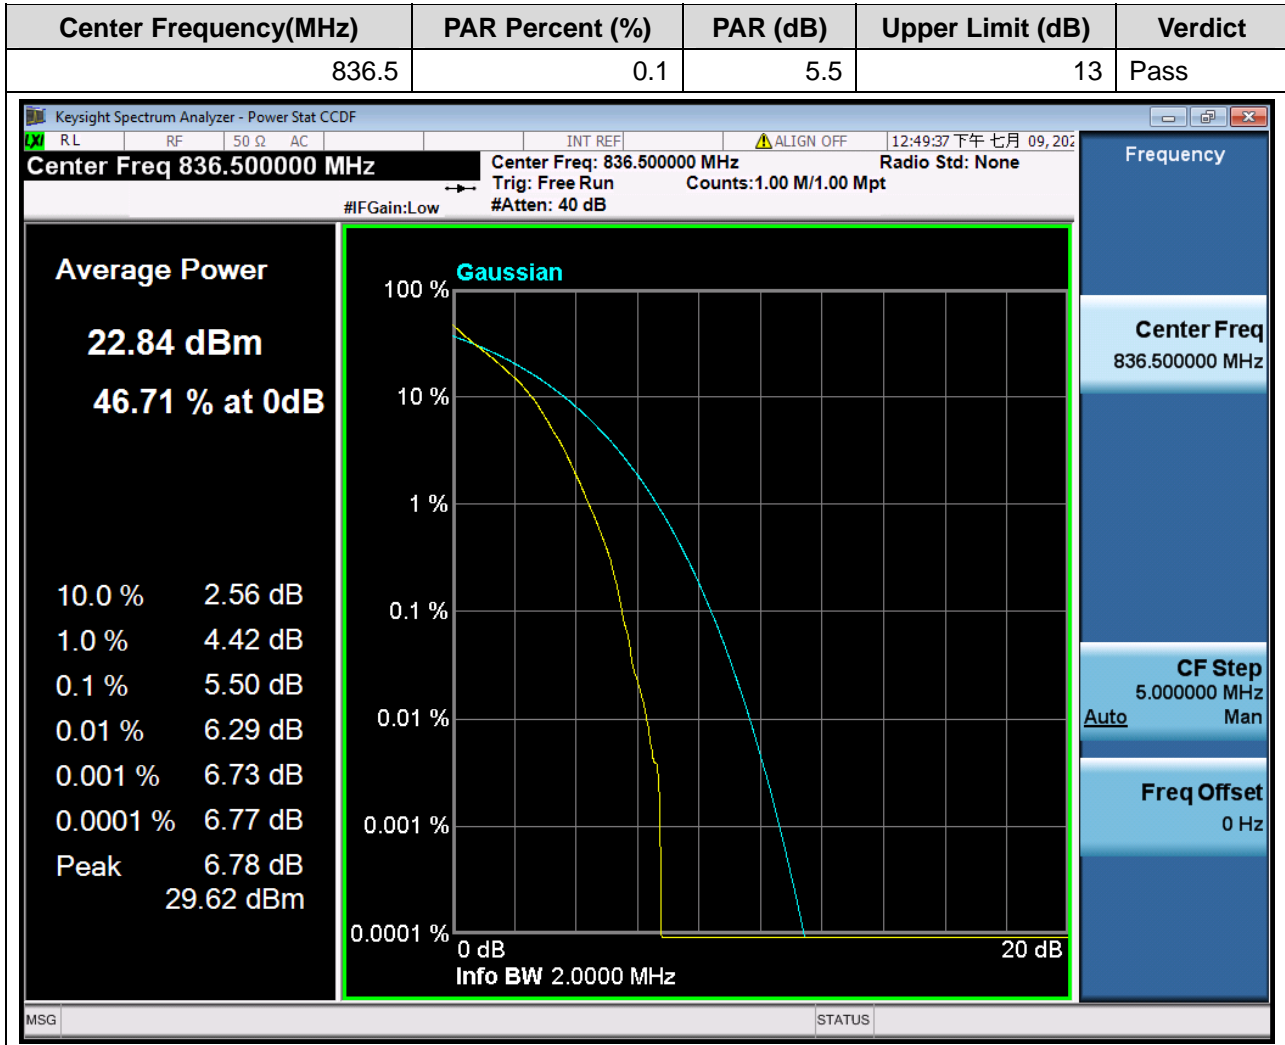 Center Frequency(MHz) PAR Percent (%) PAR (dB) Upper Limit (dB) Verdict
836.5 0.1 5.5 13 Pass
Keysight Spectrum Analyzer - Power Stat CCDF
LXI RL RF 50 Ω AC INT REF ALIGN OFF 12:49:37 下午 七月 09, 202
Center Freq 836.500000 MHz
Center Freq: 836.500000 MHz Radio Std: None
Trig: Free Run Counts:1.00 M/1.00 Mpt
#IFGain:Low #Atten: 40 dB
Average Power
22.84 dBm
46.71 % at 0dB
10.0 % 2.56 dB
1.0 % 4.42 dB
0.1 % 5.50 dB
0.01 % 6.29 dB
0.001 % 6.73 dB
0.0001 % 6.77 dB
Peak 6.78 dB
29.62 dBm
Gaussian
100 %
10 %
1 %
0.1 %
0.01 %
0.001 %
0.0001 %
0 dB 20 dB
Info BW 2.0000 MHz
Frequency
Center Freq
836.500000 MHz
CF Step
5.000000 MHz
Auto Man
Freq Offset
0 Hz
MSG STATUS